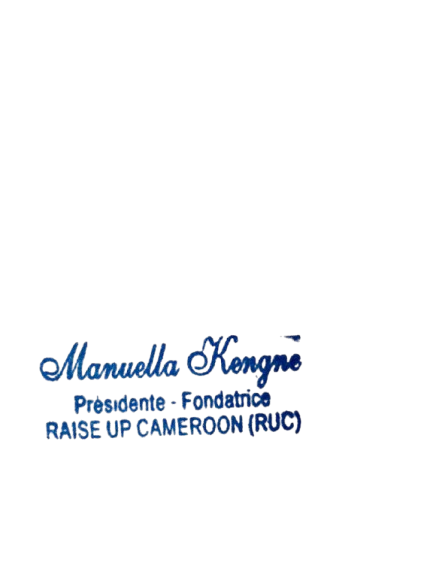 Manuella Kengne
Présidente - Fondatrice
RAISE UP CAMEROON (RUC)